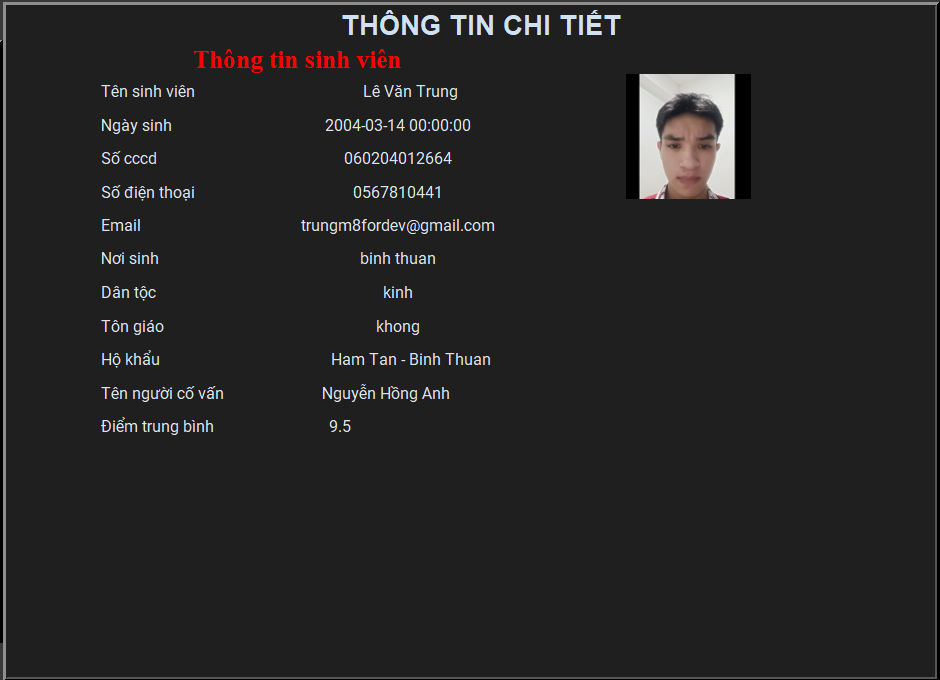 THÔNG TIN CHI TIẾT
Thông tin sinh viên
Tên sinh viên Lê Văn Trung
Ngày sinh 2004-03-14 00:00:00
Số cccd 060204012664
Số điện thoại 0567810441
Email trungm8fordev@gmail.com
Nơi sinh binh thuan
Dân tộc kinh
Tôn giáo khong
Hộ khẩu Ham Tan - Binh Thuan
Tên người cố vấn Nguyễn Hồng Anh
Điểm trung bình 9.5